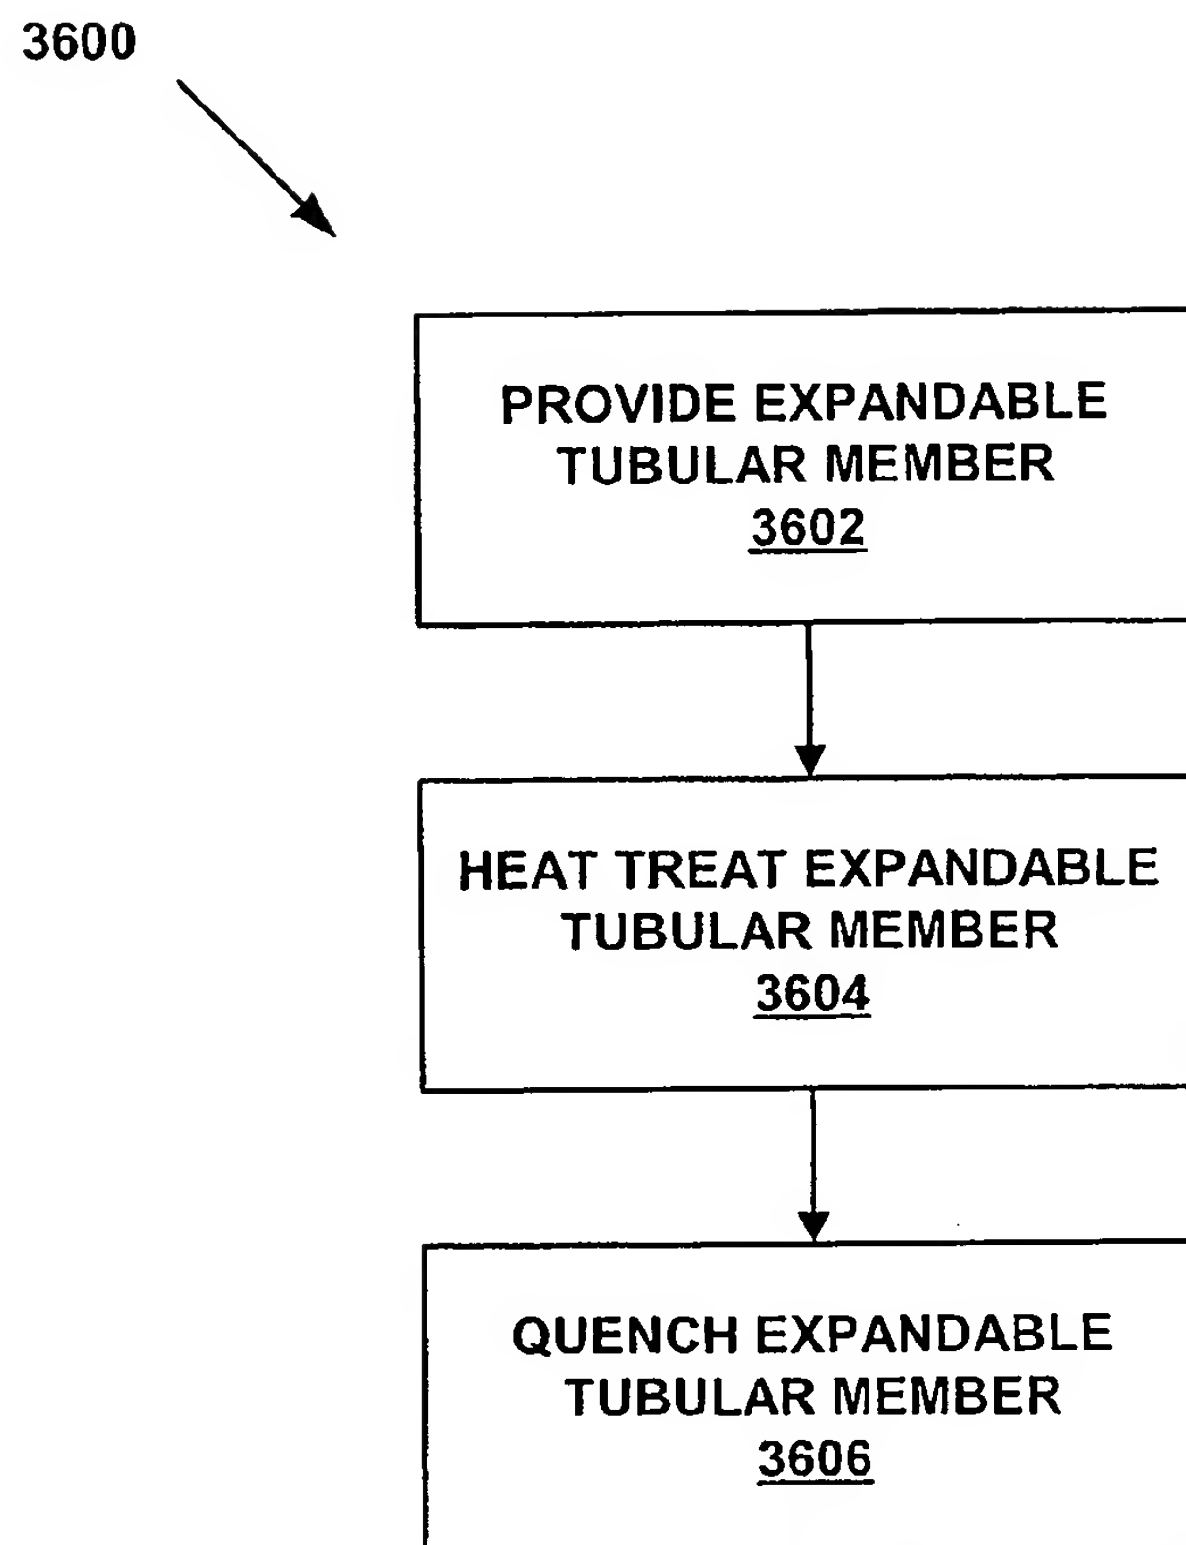 3600
PROVIDE EXPANDABLE
TUBULAR MEMBER
3602
HEAT TREAT EXPANDABLE
TUBULAR MEMBER
3604
QUENCH EXPANDABLE
TUBULAR MEMBER
3606